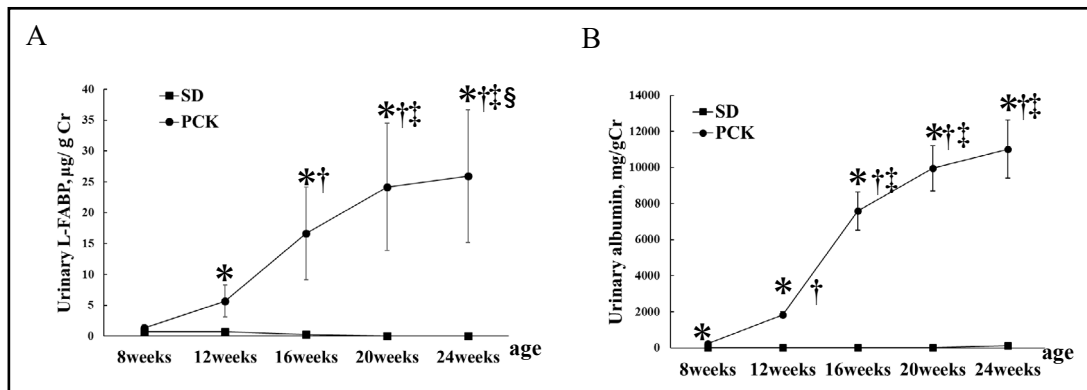 A
Urinary L-FABP, μg/ g Cr
40
35
30
25
20
15
10
5
0
SD
PCK
*
*†
*†‡
*†‡§
8weeks 12weeks 16weeks 20weeks 24weeks age
B
Urinary albumin, mg/gCr
14000
12000
10000
8000
6000
4000
2000
0
SD
PCK
*
* †
*†‡
*†‡
*†‡
8weeks 12weeks 16weeks 20weeks 24weeks age